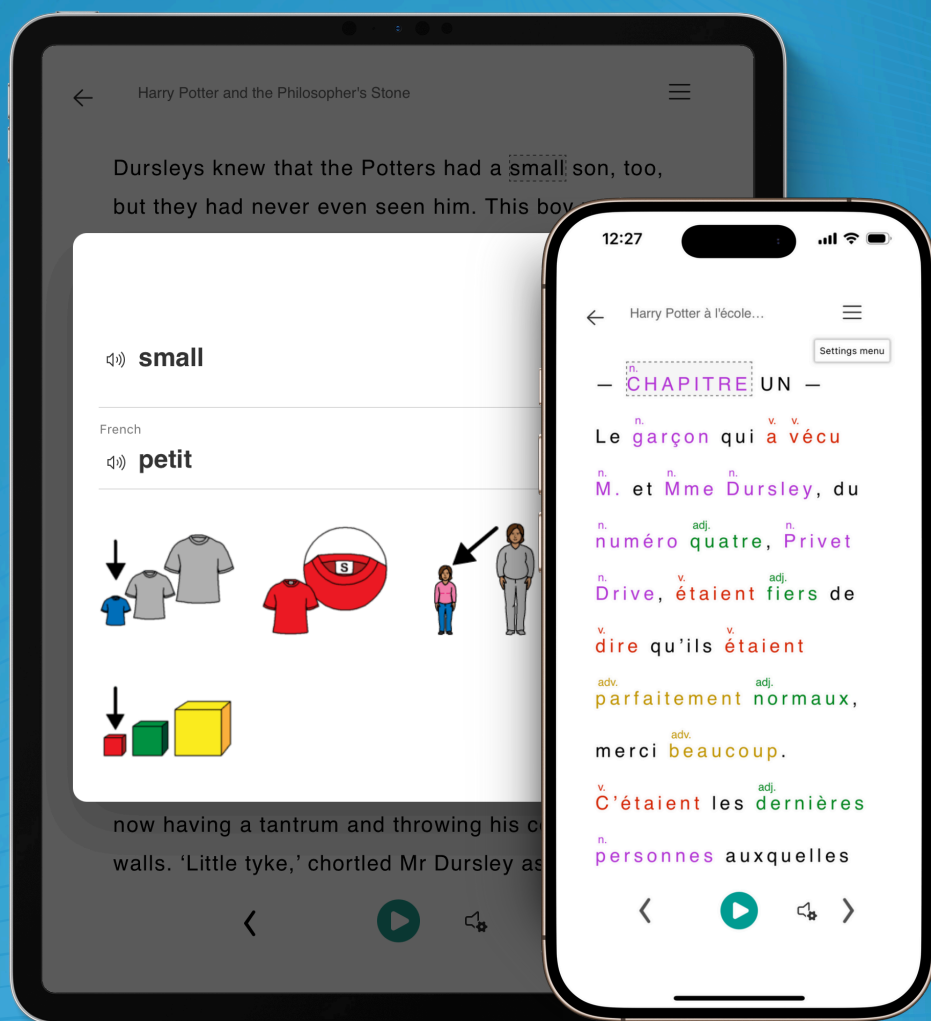 Harry Potter and the Philosopher's Stone
Dursleys knew that the Potters had a small son, too,
but they had never even seen him. This boy
small
French
petit
S
now having a tantrum and throwing his
walls. ‘Little tyke,’ chortled Mr Dursley as
12:27
Harry Potter à l'école...
Settings menu
n.
— CHAPITRE UN —
n. v. v.
Le garçon qui a vécu
n. n. n.
M. et Mme Dursley, du
n. adj. n.
numéro quatre, Privet
n. v. adj.
Drive, étaient fiers de
v. v.
dire qu’ils étaient
adv. adj.
parfaitement normaux,
adv.
merci beaucoup.
v. adj.
C’étaient les dernières
n.
personnes auxquelles